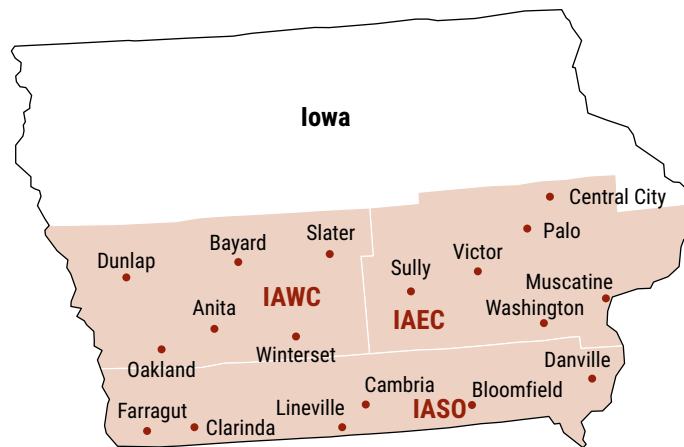 Iowa
Central City
Palo
Slater
Bayard
Victor
Dunlap
Sully
Muscatine
IAWC
Anita
Washington
IAEC
Winterset
Oakland
Danville
Cambria
Bloomfield
Farragut
Lineville
IASO
Clarinda